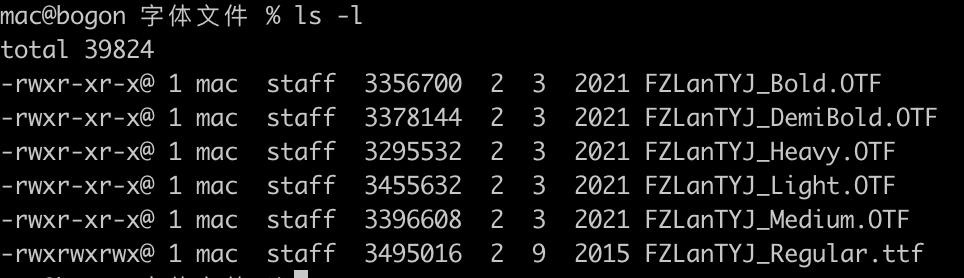 mac@bogon 字体文件 % ls -l
total 39824
-rwxr-xr-x@ 1 mac  staff  3356700  2  3  2021 FZLanTYJ_Bold.OTF
-rwxr-xr-x@ 1 mac  staff  3378144  2  3  2021 FZLanTYJ_DemiBold.OTF
-rwxr-xr-x@ 1 mac  staff  3295532  2  3  2021 FZLanTYJ_Heavy.OTF
-rwxr-xr-x@ 1 mac  staff  3455632  2  3  2021 FZLanTYJ_Light.OTF
-rwxr-xr-x@ 1 mac  staff  3396608  2  3  2021 FZLanTYJ_Medium.OTF
-rwxrwxrwx@ 1 mac  staff  3495016  2  9  2015 FZLanTYJ_Regular.ttf